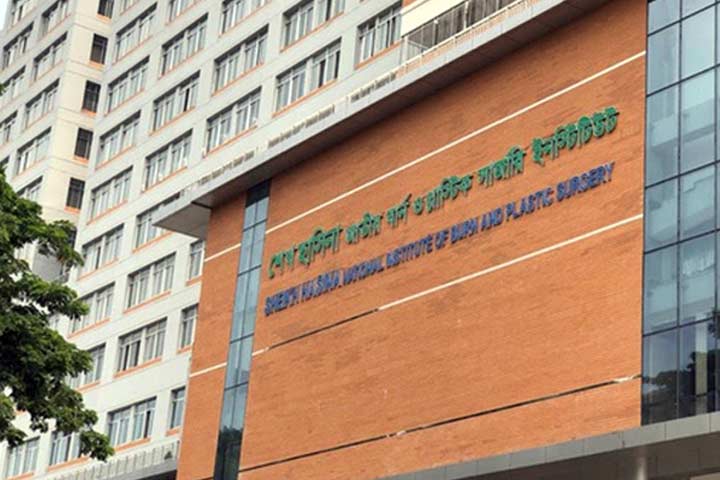 শেখ হাসিনা জাতীয় বার্ন ও প্লাস্টিক সার্জারি ইনস্টিটিউট
SHEIKH HASINA NATIONAL INSTITUTE OF BURN AND PLASTIC SURGERY